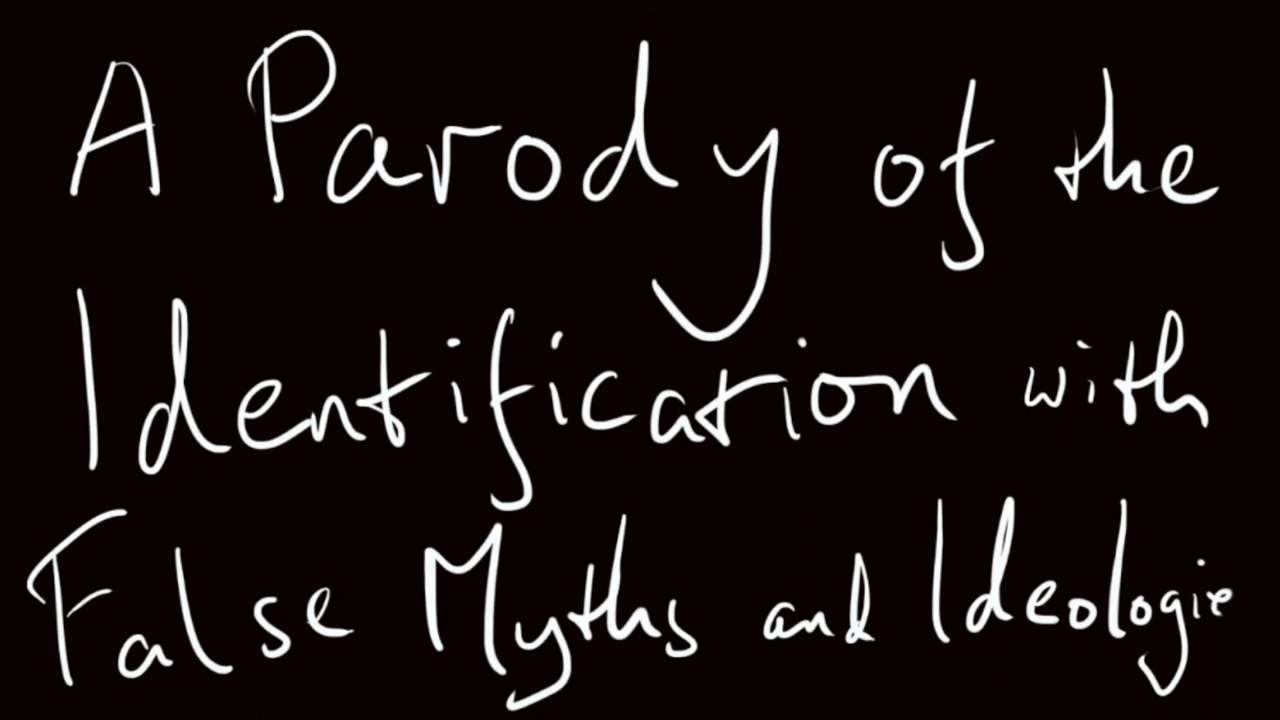 A Parody of the
Identification with
False Myths and Ideologie